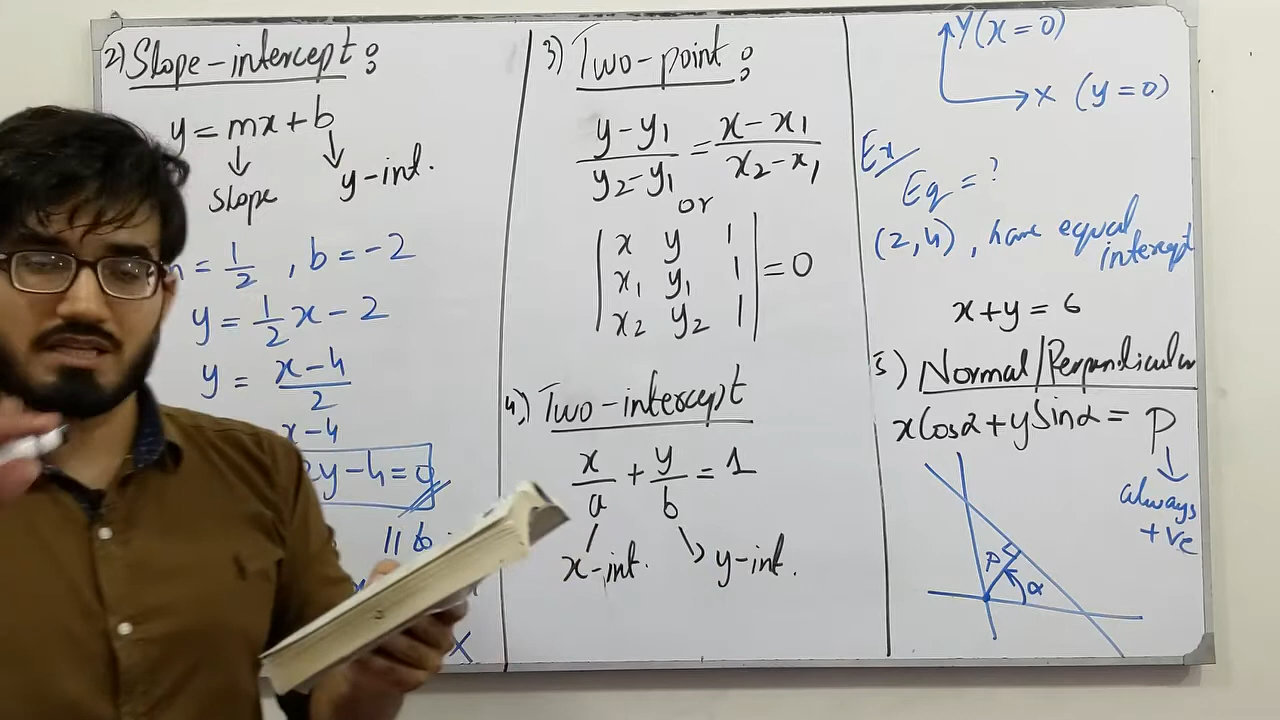 2) Slope-intercept :
y = mx + b
slope
y-int.
= 1/2 , b = -2
y = 1/2 x - 2
y = (x-4)/2
x-4
2y-4=0
11 b
x
3) Two-point :
(y-y₁)/(y₂-y₁) = (x-x₁)/(x₂-x₁)
or
| x y 1 |
| x₁ y₁ 1 | = 0
| x₂ y₂ 1 |
4) Two-intercept
x/a + y/b = 1
x-int. y-int.
Y (x=0)
X (y=0)
Ex
Eq = ?
(2,4), have equal
intercept
x+y = 6
5) Normal/Perpendicular
xCosα + ySinα = P
always
+ve
P
α